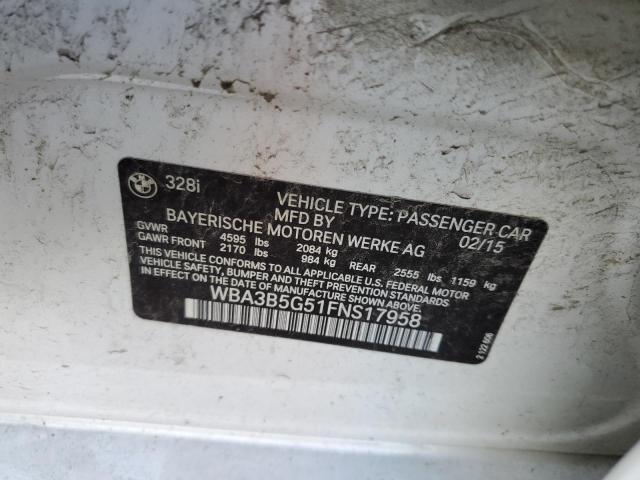 328i
VEHICLE TYPE: PASSENGER CAR
MFD BY 02/15
BAYERISCHE MOTOREN WERKE AG
GVWR 4595 lbs 2084 kg
GAWR FRONT 2170 lbs 984 kg REAR 2555 lbs 1159 kg
THIS VEHICLE CONFORMS TO ALL APPLICABLE U.S. FEDERAL MOTOR
VEHICLE SAFETY, BUMPER, AND THEFT PREVENTION STANDARDS
IN EFFECT ON THE DATE OF MANUFACTURE SHOWN ABOVE.
WBA3B5G51FNS17958